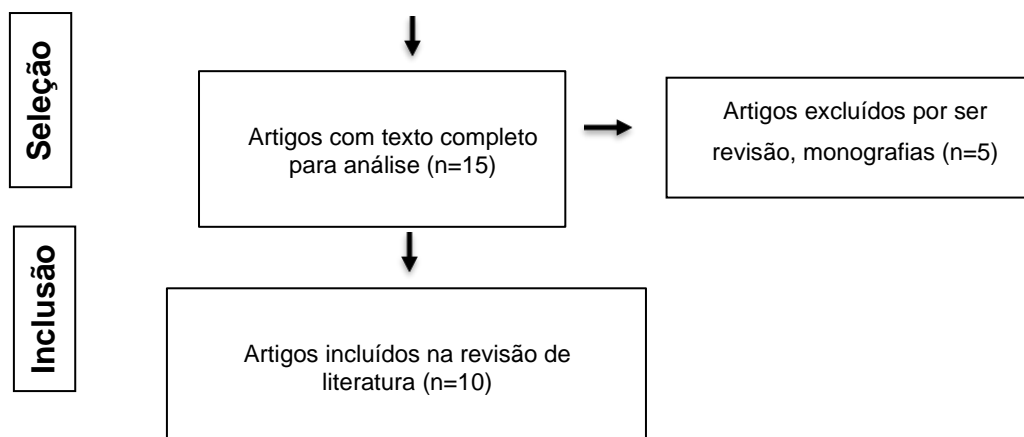 Seleção
Artigos com texto completo
para análise (n=15)
Artigos excluídos por ser
revisão, monografias (n=5)
Inclusão
Artigos incluídos na revisão de
literatura (n=10)